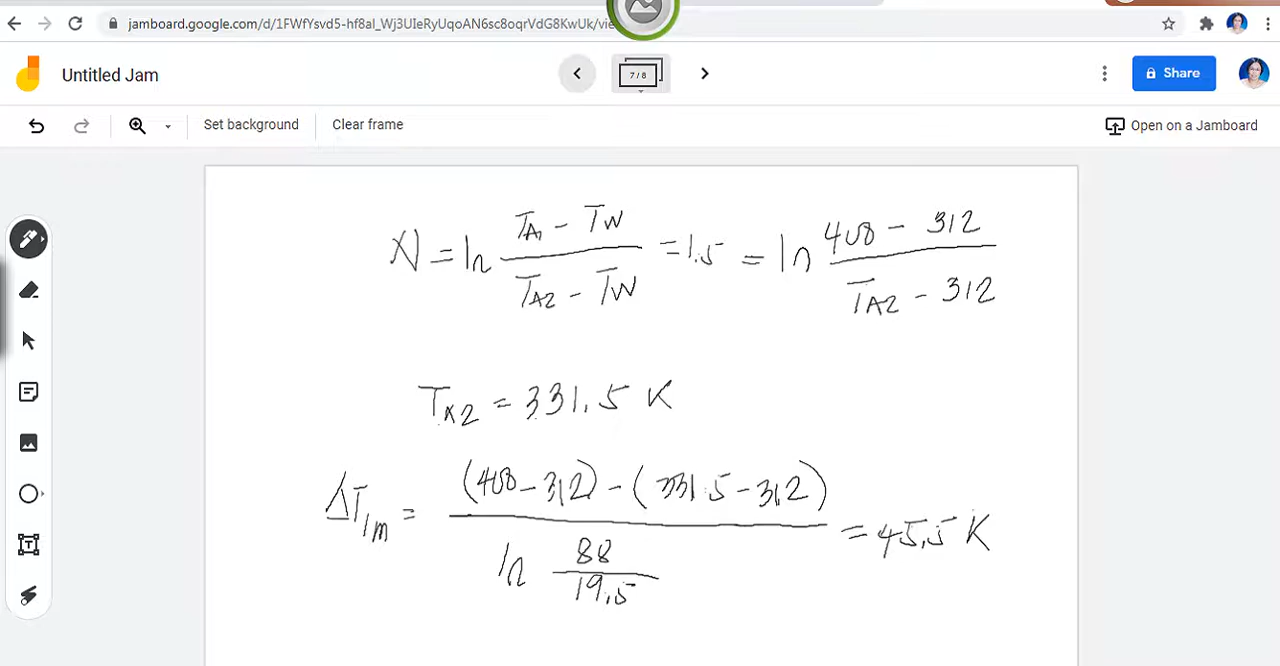 jamboard.google.com/d/1FWfYsvd5-hf8al_Wj3UIeRyUqoAN6sc8oqrVdG8KwUk/vie
Untitled Jam
7 / 8
Share
Set background
Clear frame
Open on a Jamboard
N = ln (TA1 - TW) / (TA2 - TW) = 1.5 = ln (408 - 312) / (TA2 - 312)
TA2 = 331.5 K
ΔTlm = ((408 - 312) - (331.5 - 312)) / (ln 88/19.5) = 45.5 K